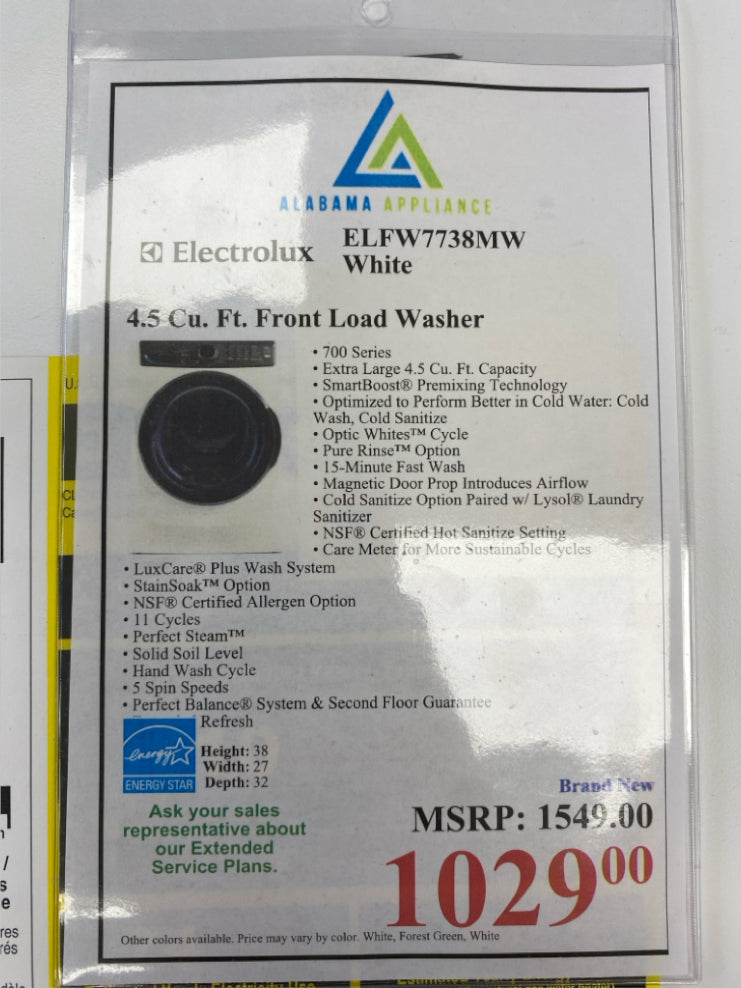 ALABAMA APPLIANCE
Electrolux
ELFW7738MW
White
4.5 Cu. Ft. Front Load Washer
• 700 Series
• Extra Large 4.5 Cu. Ft. Capacity
• SmartBoost® Premixing Technology
• Optimized to Perform Better in Cold Water: Cold
Wash, Cold Sanitize
• Optic Whites™ Cycle
• Pure Rinse™ Option
• 15-Minute Fast Wash
• Magnetic Door Prop Introduces Airflow
• Cold Sanitize Option Paired w/ Lysol® Laundry
Sanitizer
• NSF® Certified Hot Sanitize Setting
• Care Meter for More Sustainable Cycles
• LuxCare® Plus Wash System
• StainSoak™ Option
• NSF® Certified Allergen Option
• 11 Cycles
• Perfect Steam™
• Solid Soil Level
• Hand Wash Cycle
• 5 Spin Speeds
• Perfect Balance® System & Second Floor Guarantee
Refresh
energy
ENERGY STAR
Height: 38
Width: 27
Depth: 32
Ask your sales
representative about
our Extended
Service Plans.
Brand New
MSRP: 1549.00
102900
Other colors available. Price may vary by color. White, Forest Green, White